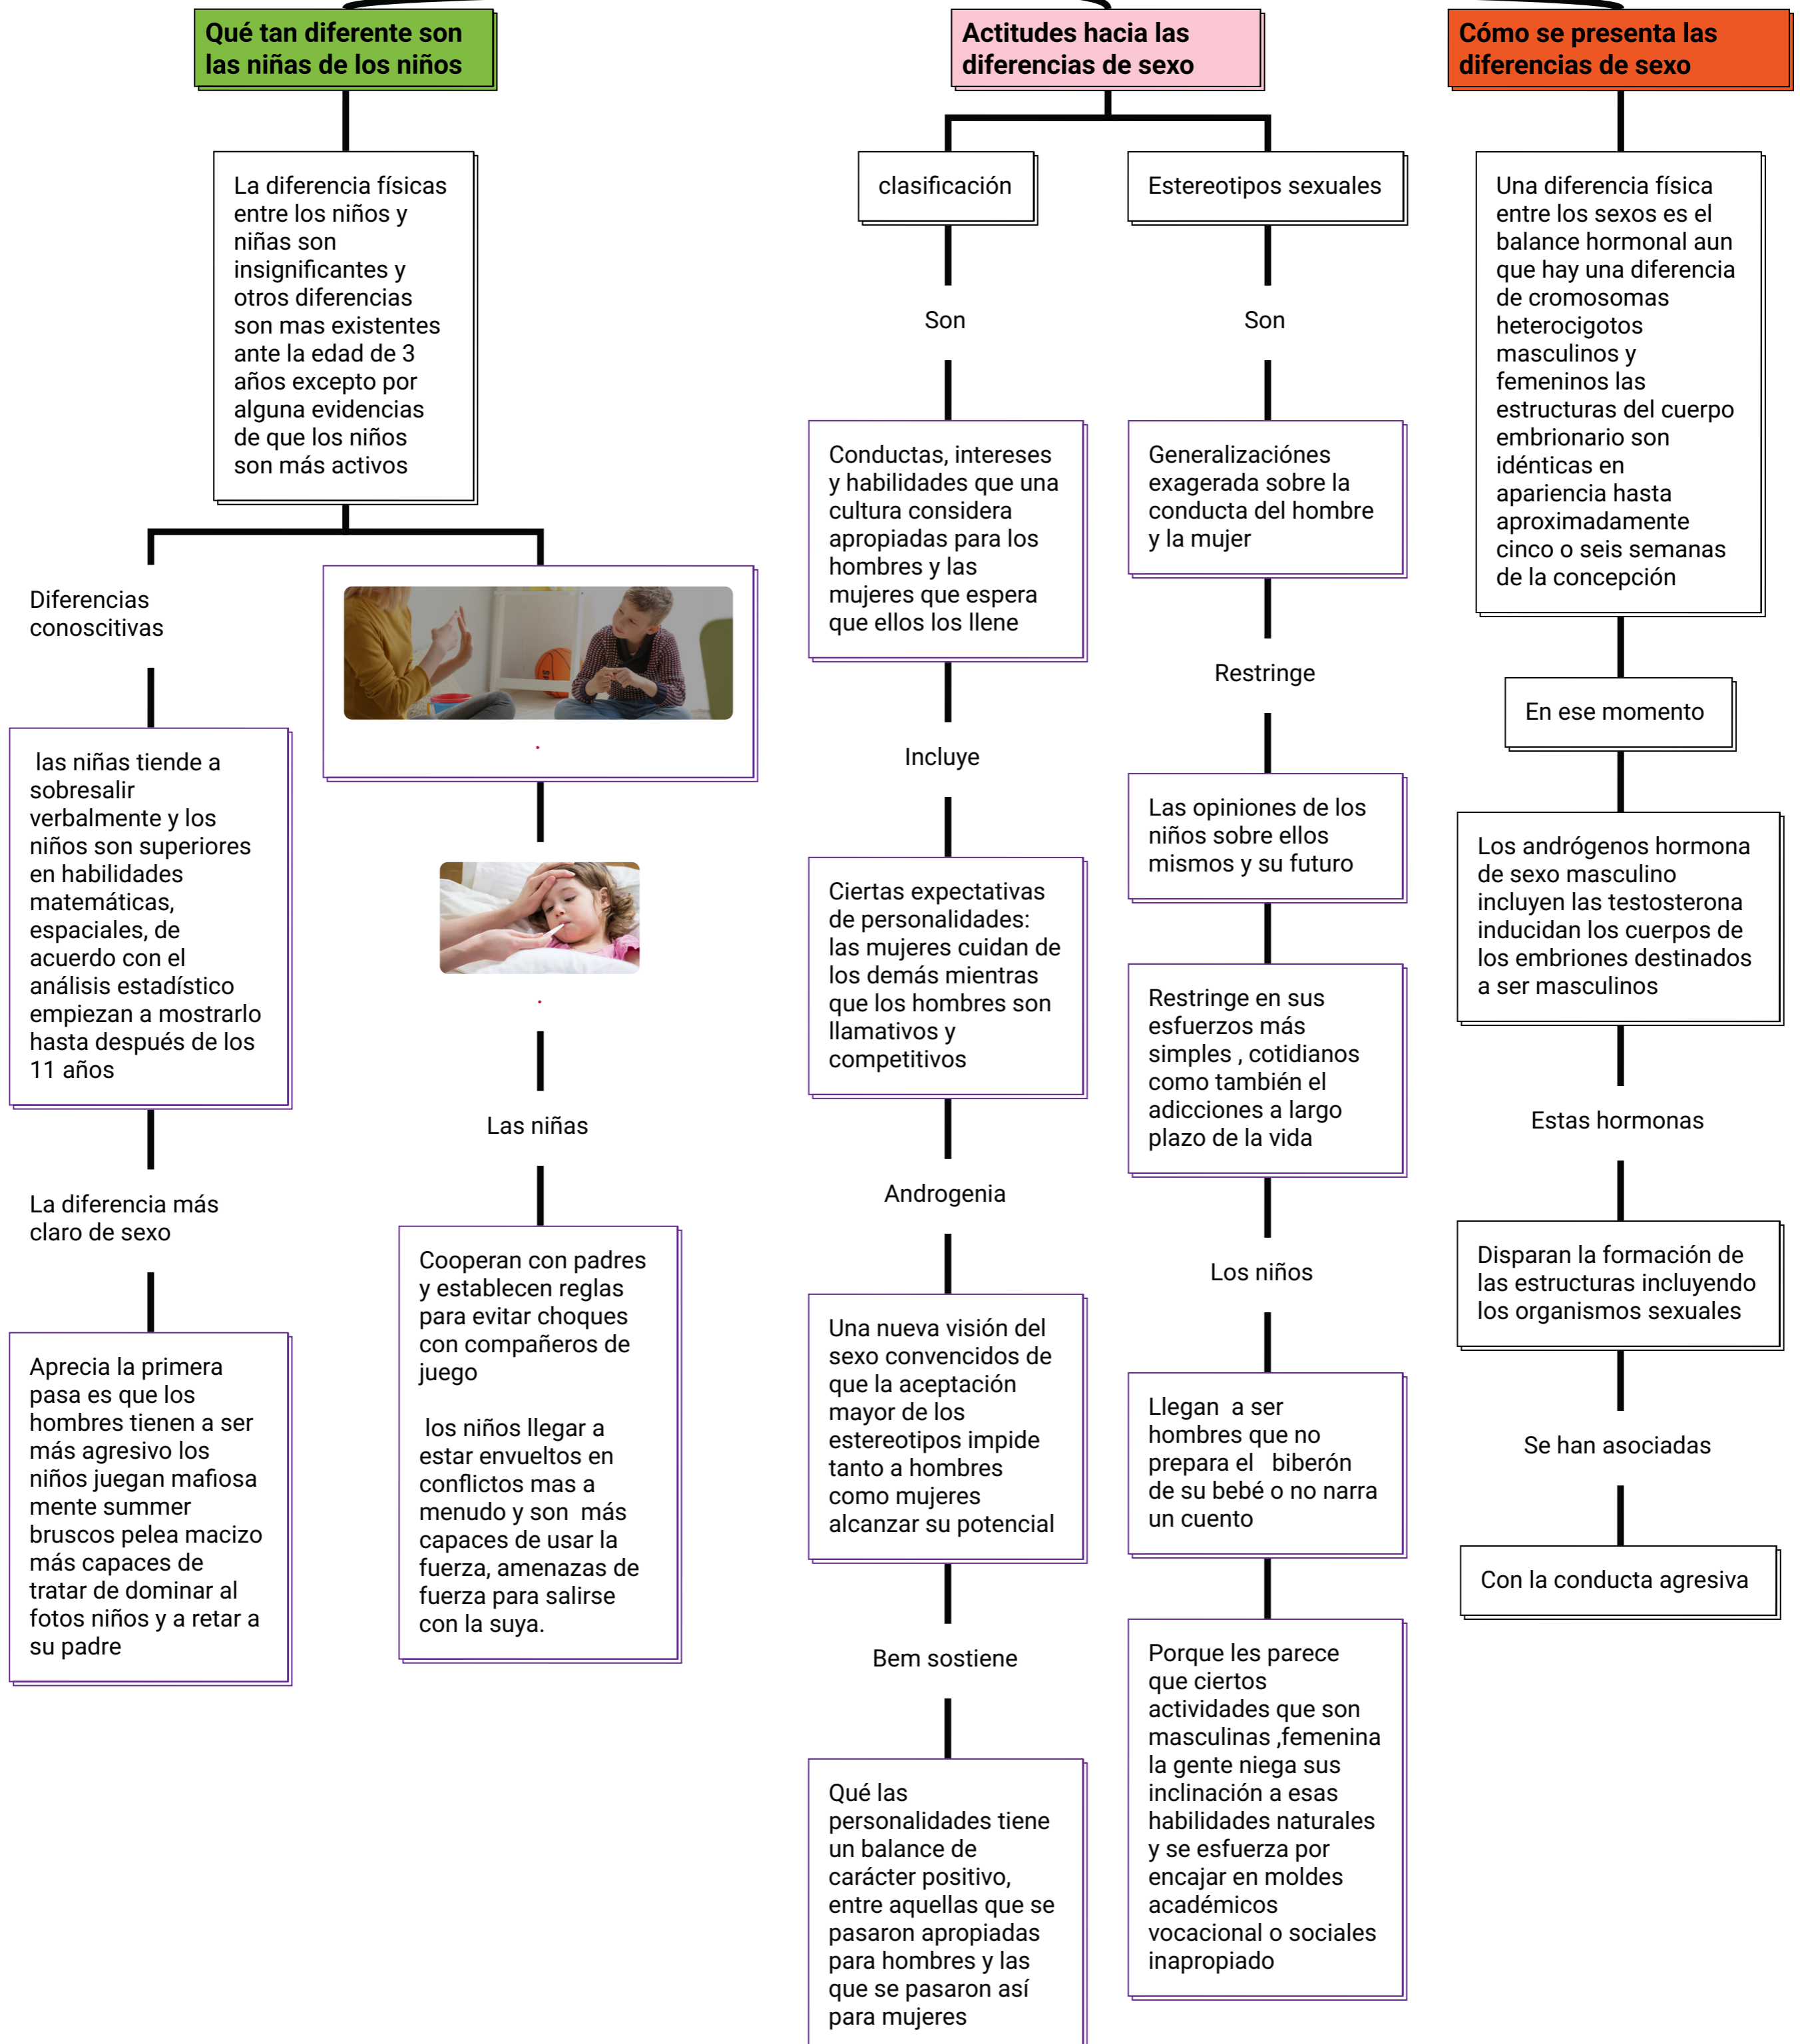 Qué tan diferente son
las niñas de los niños
La diferencia físicas
entre los niños y
niñas son
insignificantes y
otros diferencias
son mas existentes
ante la edad de 3
años excepto por
alguna evidencias
de que los niños
son más activos
Diferencias
conoscitivas
las niñas tiende a
sobresalir
verbalmente y los
niños son superiores
en habilidades
matemáticas,
espaciales, de
acuerdo con el
análisis estadístico
empiezan a mostrarlo
hasta después de los
11 años
La diferencia más
claro de sexo
Aprecia la primera
pasa es que los
hombres tienen a ser
más agresivo los
niños juegan mafiosa
mente summer
bruscos pelea macizo
más capaces de
tratar de dominar al
fotos niños y a retar a
su padre
.
.
Las niñas
Cooperan con padres
y establecen reglas
para evitar choques
con compañeros de
juego
los niños llegar a
estar envueltos en
conflictos mas a
menudo y son más
capaces de usar la
fuerza, amenazas de
fuerza para salirse
con la suya.
Actitudes hacia las
diferencias de sexo
clasificación
Son
Conductas, intereses
y habilidades que una
cultura considera
apropiadas para los
hombres y las
mujeres que espera
que ellos los llene
Incluye
Ciertas expectativas
de personalidades:
las mujeres cuidan de
los demás mientras
que los hombres son
llamativos y
competitivos
Androgenia
Una nueva visión del
sexo convencidos de
que la aceptación
mayor de los
estereotipos impide
tanto a hombres
como mujeres
alcanzar su potencial
Bem sostiene
Qué las
personalidades tiene
un balance de
carácter positivo,
entre aquellas que se
pasaron apropiadas
para hombres y las
que se pasaron así
para mujeres
Estereotipos sexuales
Son
Generalizaciónes
exagerada sobre la
conducta del hombre
y la mujer
Restringe
Las opiniones de los
niños sobre ellos
mismos y su futuro
Restringe en sus
esfuerzos más
simples , cotidianos
como también el
adicciones a largo
plazo de la vida
Los niños
Llegan a ser
hombres que no
prepara el biberón
de su bebé o no narra
un cuento
Porque les parece
que ciertos
actividades que son
masculinas ,femenina
la gente niega sus
inclinación a esas
habilidades naturales
y se esfuerza por
encajar en moldes
académicos
vocacional o sociales
inapropiado
Cómo se presenta las
diferencias de sexo
Una diferencia física
entre los sexos es el
balance hormonal aun
que hay una diferencia
de cromosomas
heterocigotos
masculinos y
femeninos las
estructuras del cuerpo
embrionario son
idénticas en
apariencia hasta
aproximadamente
cinco o seis semanas
de la concepción
En ese momento
Los andrógenos hormona
de sexo masculino
incluyen las testosterona
inducidan los cuerpos de
los embriones destinados
a ser masculinos
Estas hormonas
Disparan la formación de
las estructuras incluyendo
los organismos sexuales
Se han asociadas
Con la conducta agresiva